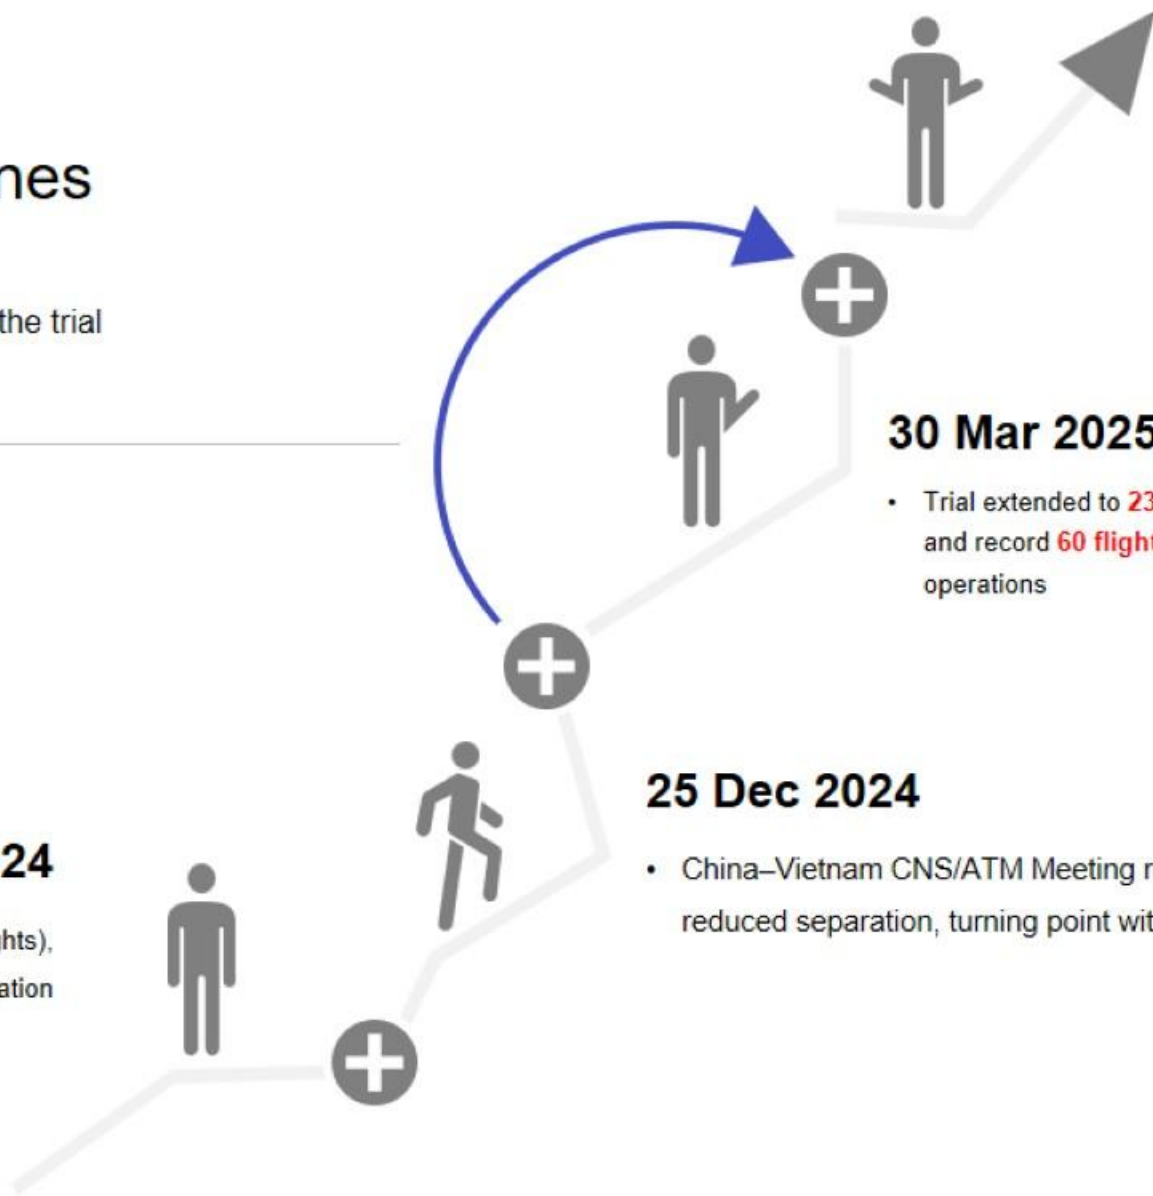 nes
the trial
30 Mar 2025
• Trial extended to 23
and record 60 flight
operations
25 Dec 2024
• China–Vietnam CNS/ATM Meeting r
reduced separation, turning point wit
24
hts),
ation